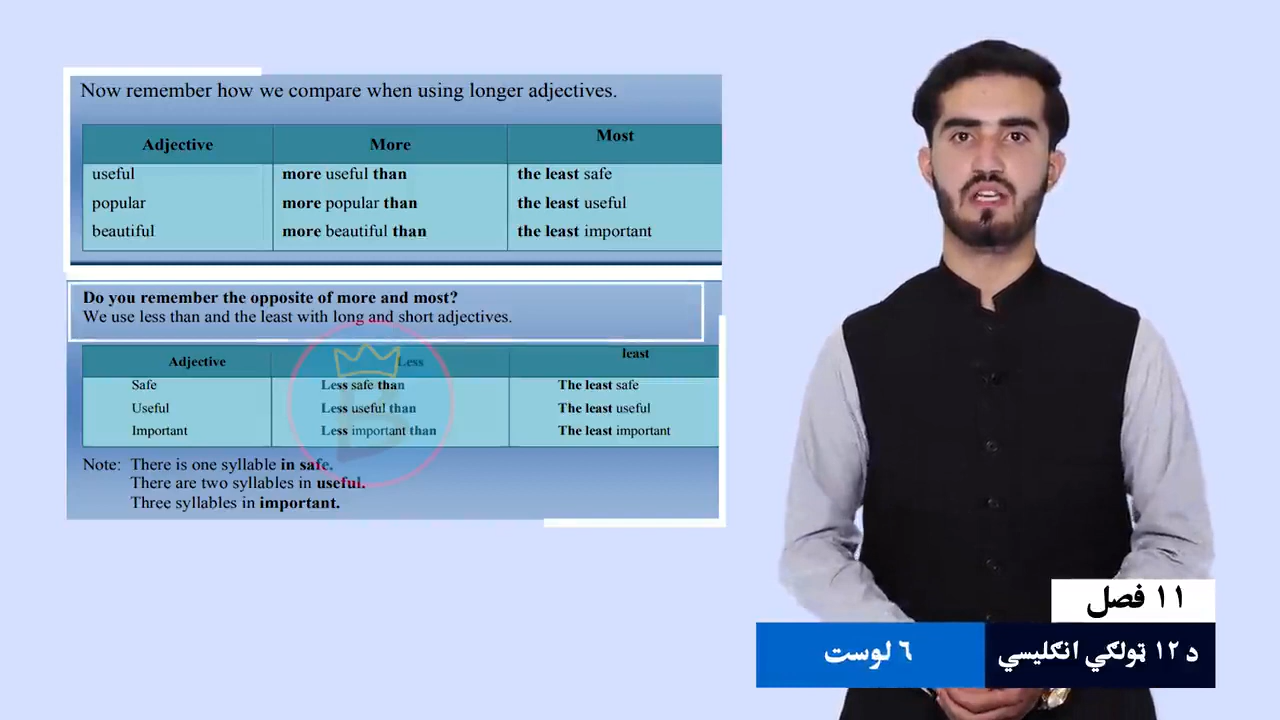 Now remember how we compare when using longer adjectives.
Adjective More Most
useful more useful than the least safe
popular more popular than the least useful
beautiful more beautiful than the least important
Do you remember the opposite of more and most?
We use less than and the least with long and short adjectives.
Adjective Less least
Safe Less safe than The least safe
Useful Less useful than The least useful
Important Less important than The least important
Note: There is one syllable in safe.
There are two syllables in useful.
Three syllables in important.
۱۱ فصل
د ۱۲ ټولګي انګلیسي
۶ لوست